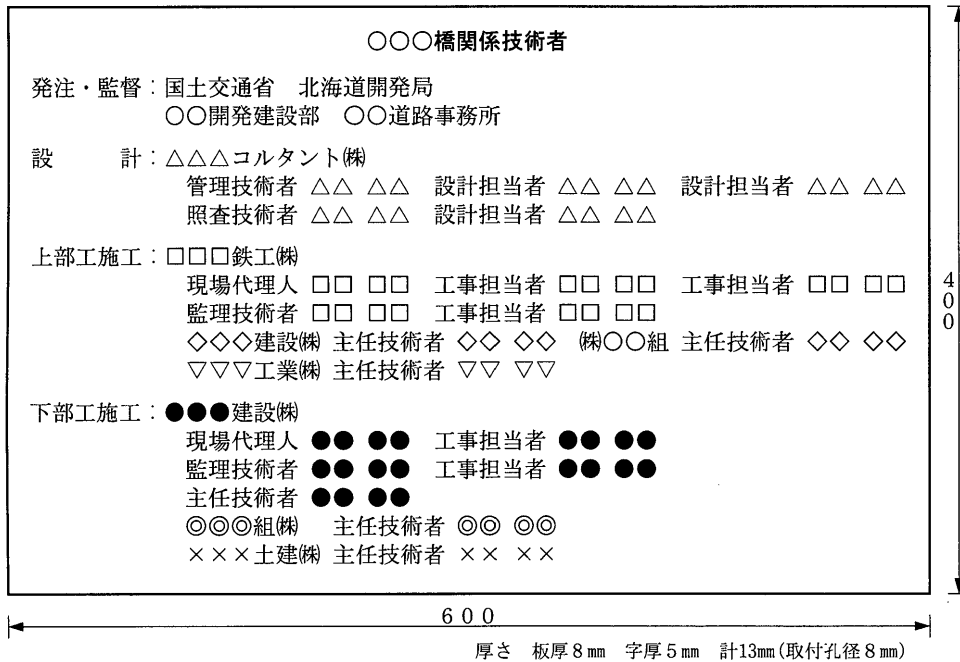 ○○○橋関係技術者
発注・監督：国土交通省　北海道開発局
○○開発建設部　○○道路事務所
設　　　計：△△△コルタント㈱
管理技術者 △△ △△　設計担当者 △△ △△　設計担当者 △△ △△
照査技術者 △△ △△　設計担当者 △△ △△
上部工施工：□□□鉄工㈱
現場代理人 □□ □□　工事担当者 □□ □□　工事担当者 □□ □□
監理技術者 □□ □□　工事担当者 □□ □□
◇◇◇建設㈱ 主任技術者 ◇◇ ◇◇　㈱○○組 主任技術者 ◇◇ ◇◇
▽▽▽工業㈱ 主任技術者 ▽▽ ▽▽
下部工施工：●●●建設㈱
現場代理人 ●● ●●　工事担当者 ●● ●●
監理技術者 ●● ●●　工事担当者 ●● ●●
主任技術者 ●● ●●
◎◎◎組㈱　主任技術者 ◎◎ ◎◎
×××土建㈱ 主任技術者 ×× ××
400
600
厚さ　板厚8㎜　字厚5㎜　計13㎜(取付孔径8㎜)